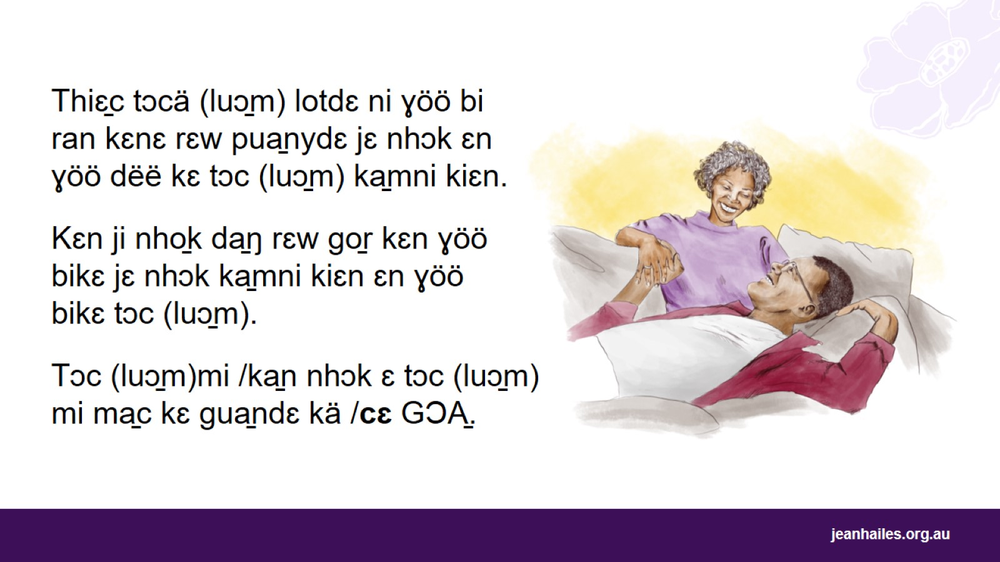 Thiɛ̱c tɔcä (luɔ̱m) lotdɛ ni ɣöö bi
ran kɛnɛ rɛw pua̱nydɛ jɛ nhɔk ɛn
ɣöö dëë kɛ tɔc (luɔ̱m) ka̱mni kiɛn.
Kɛn ji nho̱k da̱ŋ rɛw go̱r kɛn ɣöö
bikɛ jɛ nhɔk ka̱mni kiɛn ɛn ɣöö
bikɛ tɔc (luɔ̱m).
Tɔc (luɔ̱m)mi /ka̱n nhɔk ɛ tɔc (luɔ̱m)
mi ma̱c kɛ gua̱ndɛ kä /cɛ GƆA̱.
jeanhailes.org.au